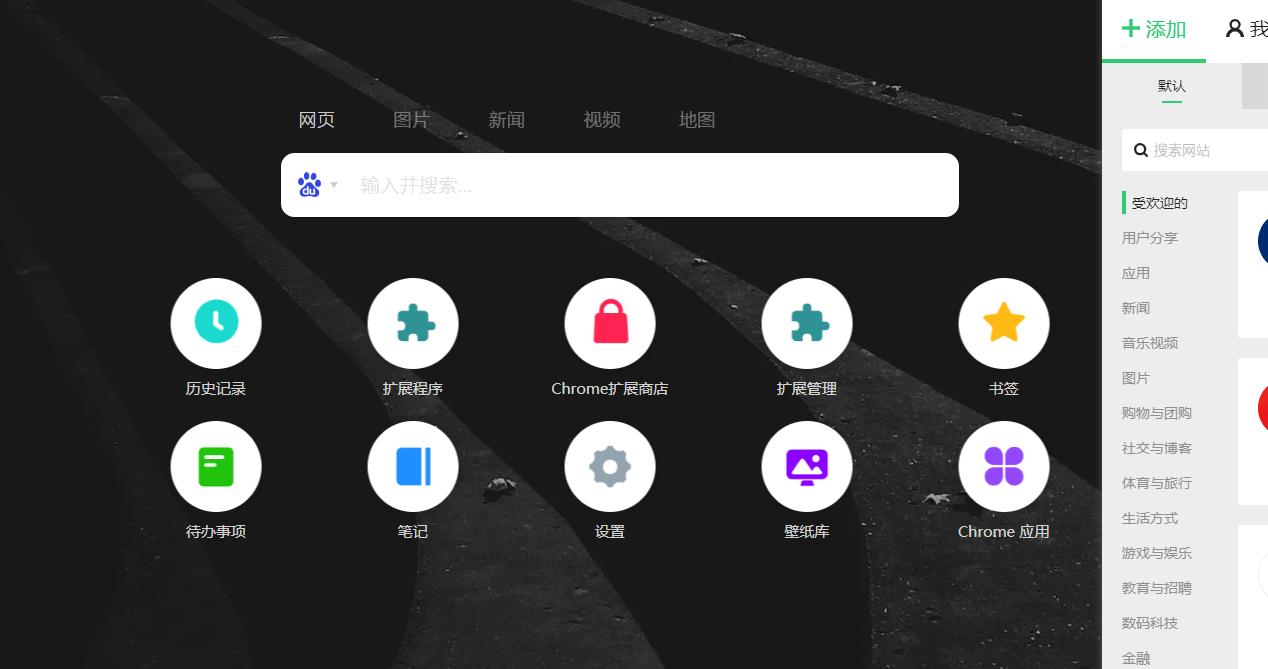 网页 图片 新闻 视频 地图
du
输入并搜索...
历史记录 扩展程序 Chrome扩展商店 扩展管理 书签
待办事项 笔记 设置 壁纸库 Chrome 应用
添加 我
默认
搜索网站
受欢迎的
用户分享
应用
新闻
音乐视频
图片
购物与团购
社交与博客
体育与旅行
生活方式
游戏与娱乐
教育与招聘
数码科技
金融